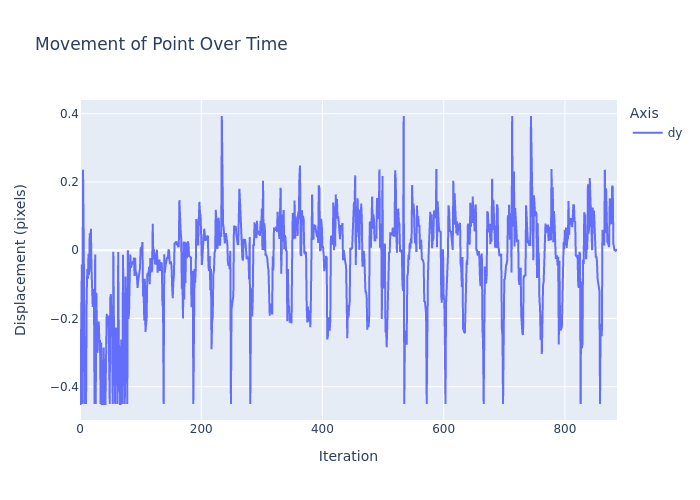 Movement of Point Over Time
Axis
dy
Displacement (pixels)
0.4
0.2
0
−0.2
−0.4
0
200
400
600
800
Iteration